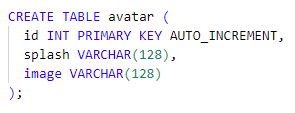 CREATE TABLE avatar (
  id INT PRIMARY KEY AUTO_INCREMENT,
  splash VARCHAR(128),
  image VARCHAR(128)
);